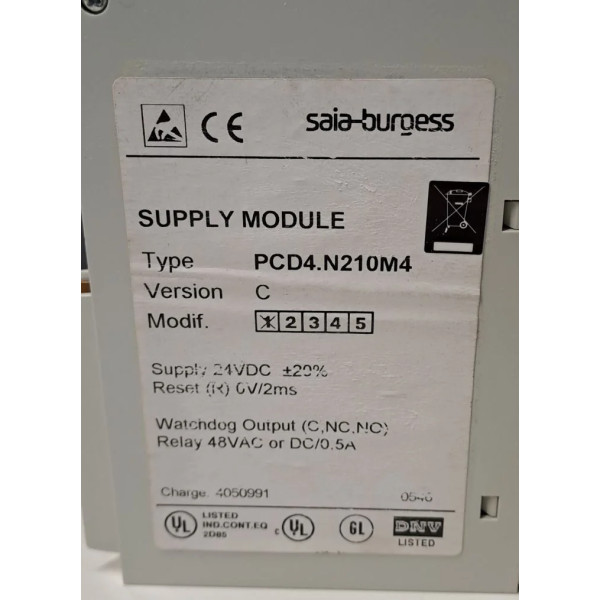 CE
saia-burgess
SUPPLY MODULE
Type PCD4.N210M4
Version C
Modif. 1 2 3 4 5
Supply 24VDC ±20%
Reset (R) 0V/2ms
Watchdog Output (C,NC,NO)
Relay 48VAC or DC/0.5A
Charge. 4050991
UL LISTED
IND.CONT.EQ
2D85
c UL
GL
DNV
LISTED